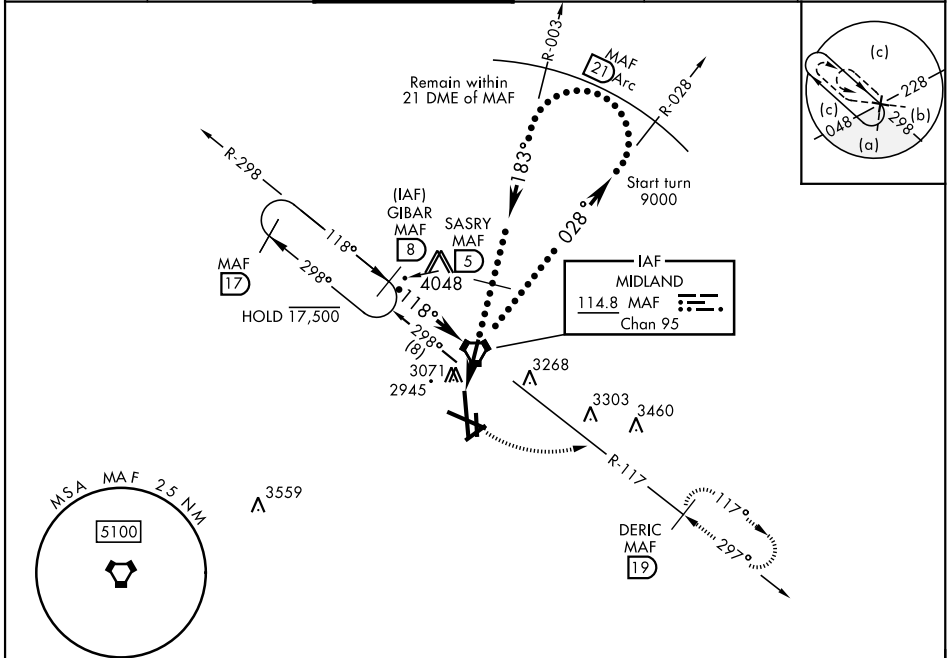 R-003
MAF
21 Arc
Remain within
21 DME of MAF
R-028
183°
028°
Start turn
9000
R-298
(IAF)
GIBAR
MAF
8
SASRY
MAF
5
4048
118°
298°
MAF
17
HOLD 17,500
118°
298°
(8)
IAF
MIDLAND
114.8 MAF
Chan 95
3071
2945
3268
3303
3460
R-117
3559
DERIC
MAF
19
117°
297°
MSA MAF 25 NM
5100
(c)
228
(c)
(b)
048
298
(a)